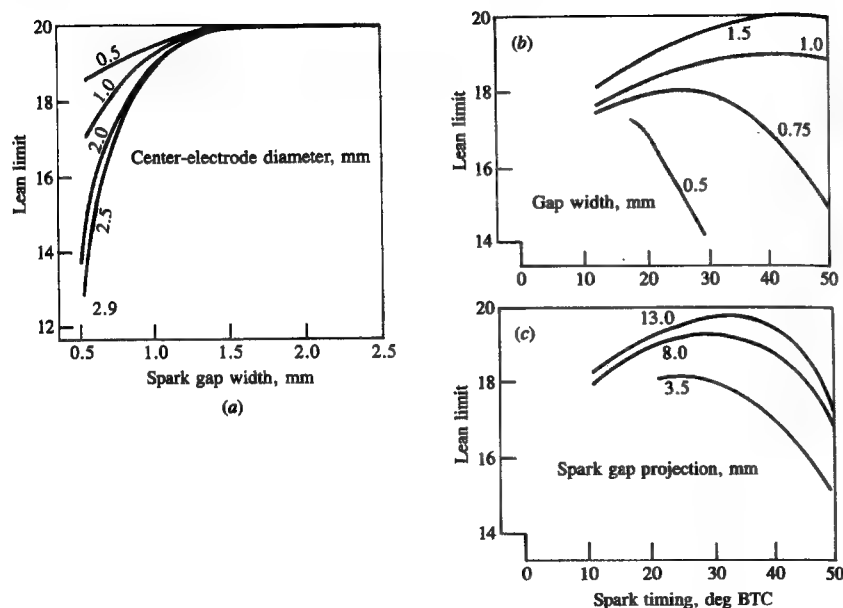 20
18
16
14
12
Lean limit
0.5
1.0
2.0
2.5
2.9
Center-electrode diameter, mm
0.5 1.0 1.5 2.0 2.5
Spark gap width, mm
(a)
20
18
16
14
Lean limit
(b)
1.5
1.0
0.75
0.5
Gap width, mm
0 10 20 30 40 50
20
18
16
14
Lean limit
(c)
13.0
8.0
3.5
Spark gap projection, mm
0 10 20 30 40 50
Spark timing, deg BTC